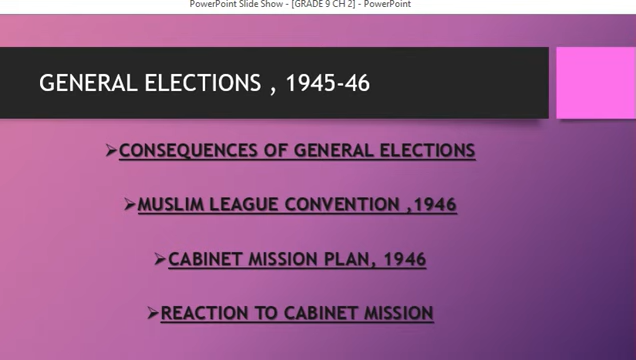 PowerPoint Slide Show - [GRADE 9 CH 2] - PowerPoint
GENERAL ELECTIONS , 1945-46
➢CONSEQUENCES OF GENERAL ELECTIONS
➢MUSLIM LEAGUE CONVENTION ,1946
➢CABINET MISSION PLAN, 1946
➢REACTION TO CABINET MISSION